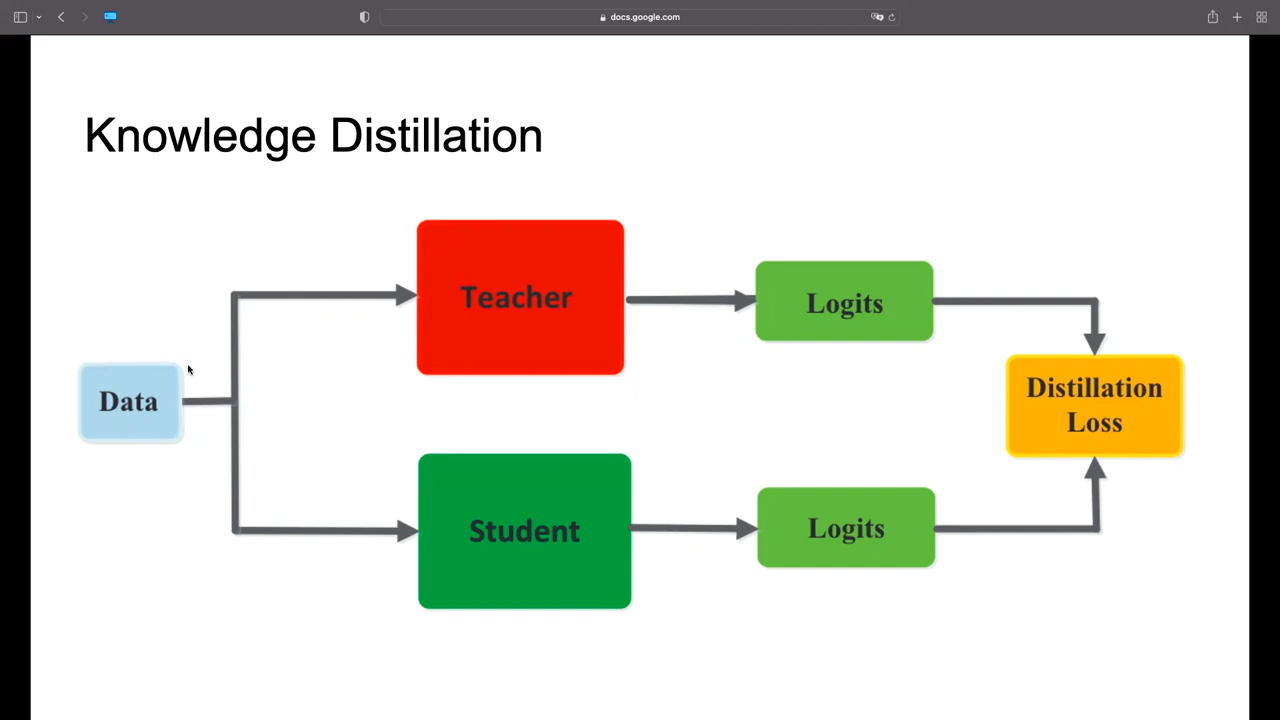 docs.google.com
Knowledge Distillation
Teacher
Logits
Data
Distillation
Loss
Student
Logits